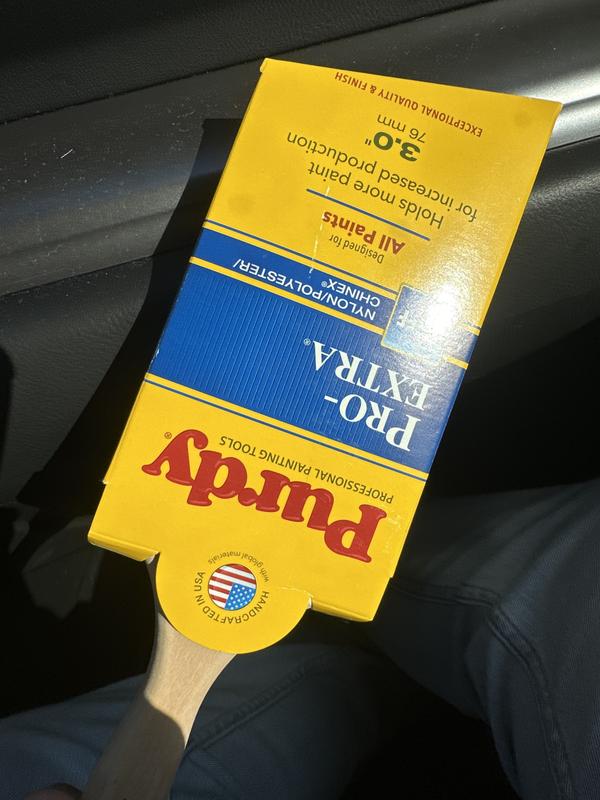 HANDCRAFTED IN USA
with global materials
Purdy®
PROFESSIONAL PAINTING TOOLS
PRO-
EXTRA®
NYLON/POLYESTER/
CHINEX®
Designed for
All Paints
Holds more paint
for increased production
3.0"
76 mm
EXCEPTIONAL QUALITY & FINISH